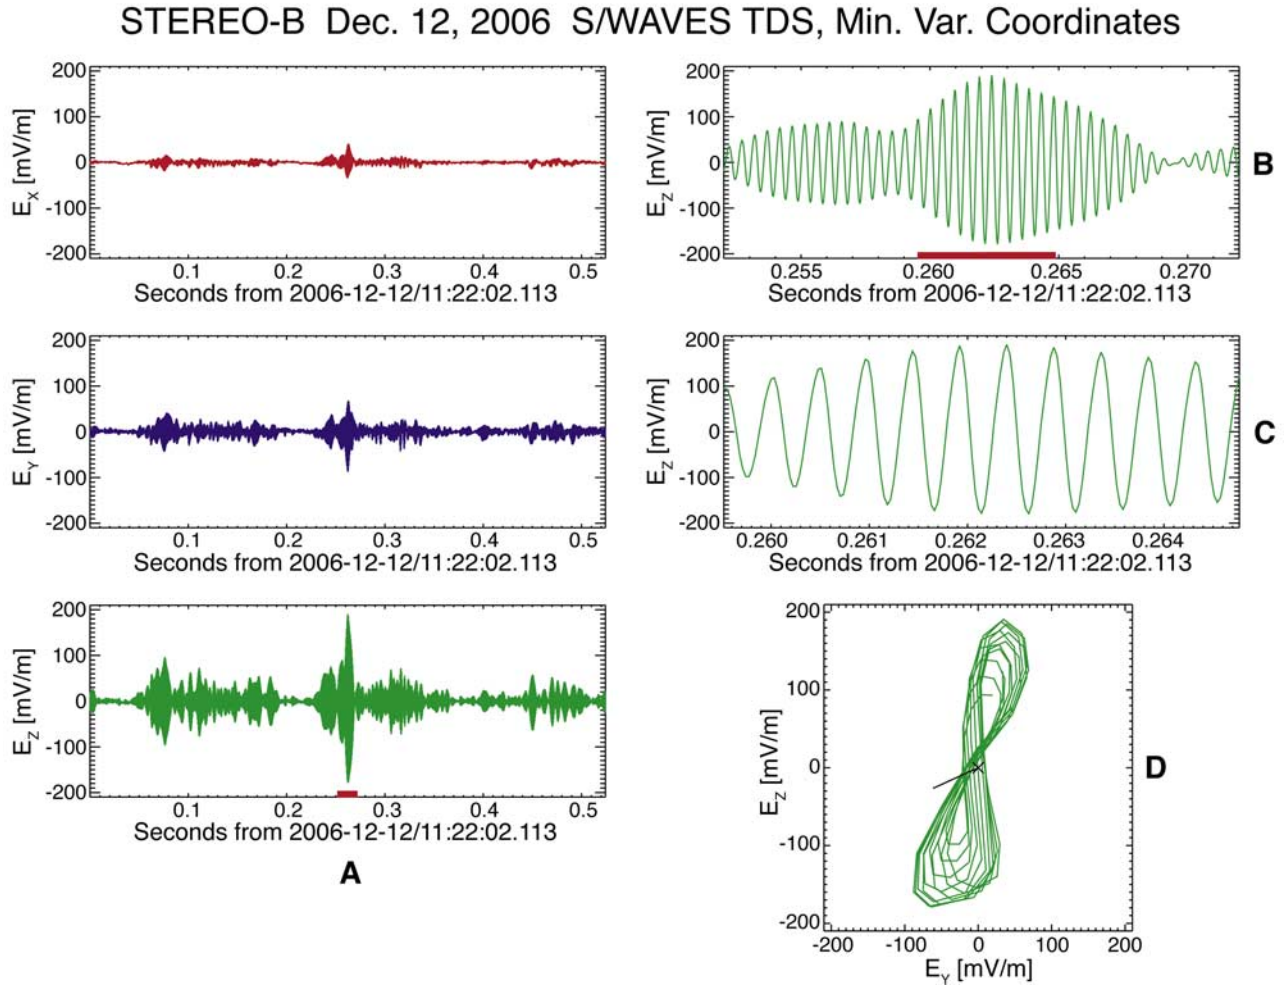 STEREO-B Dec. 12, 2006 S/WAVES TDS, Min. Var. Coordinates
200
100
0
-100
-200
E_X [mV/m]
0.1 0.2 0.3 0.4 0.5
Seconds from 2006-12-12/11:22:02.113
200
100
0
-100
-200
E_Z [mV/m]
0.255 0.260 0.265 0.270
Seconds from 2006-12-12/11:22:02.113
B
200
100
0
-100
-200
E_Y [mV/m]
0.1 0.2 0.3 0.4 0.5
Seconds from 2006-12-12/11:22:02.113
200
100
0
-100
-200
E_Z [mV/m]
0.260 0.261 0.262 0.263 0.264
Seconds from 2006-12-12/11:22:02.113
C
200
100
0
-100
-200
E_Z [mV/m]
0.1 0.2 0.3 0.4 0.5
Seconds from 2006-12-12/11:22:02.113
A
200
100
0
-100
-200
E_Z [mV/m]
-200 -100 0 100 200
E_Y [mV/m]
D